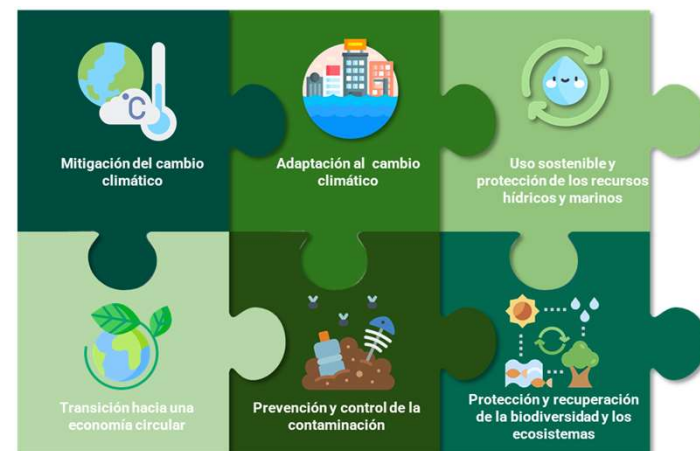 °C
Mitigación del cambio
climático
Adaptación al cambio
climático
Uso sostenible y
protección de los recursos
hídricos y marinos
Transición hacia una
economía circular
Prevención y control de la
contaminación
Protección y recuperación
de la biodiversidad y los
ecosistemas